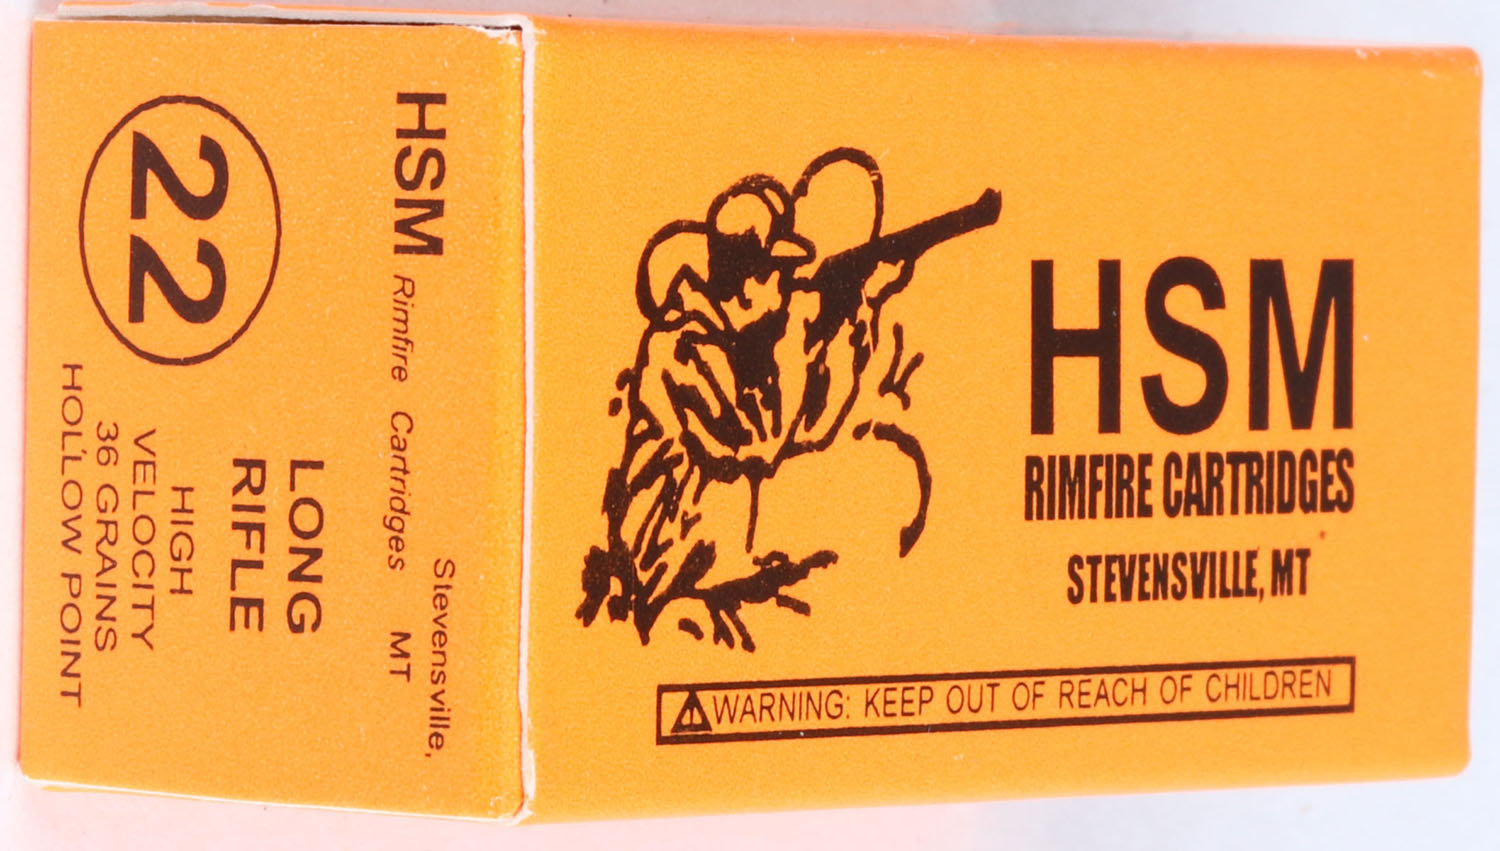 HSM Rimfire Cartridges
Stevensville,
MT
22
LONG
RIFLE
HIGH
VELOCITY
36 GRAINS
HOLLOW POINT
HSM
RIMFIRE CARTRIDGES
STEVENSVILLE, MT
WARNING: KEEP OUT OF REACH OF CHILDREN